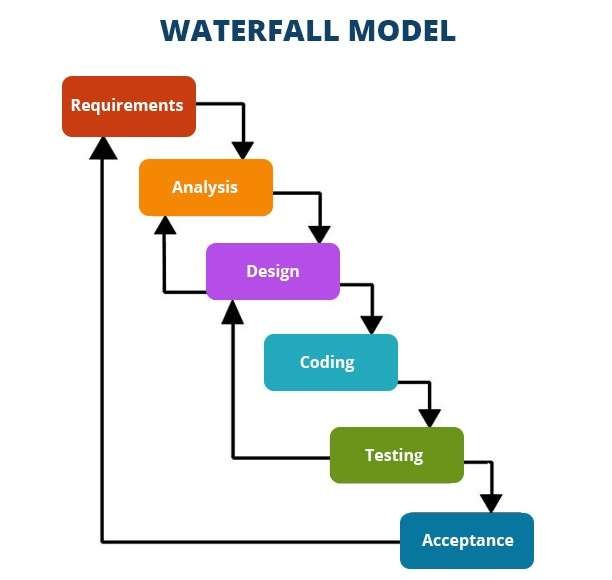 WATERFALL MODEL
Requirements
Analysis
Design
Coding
Testing
Acceptance